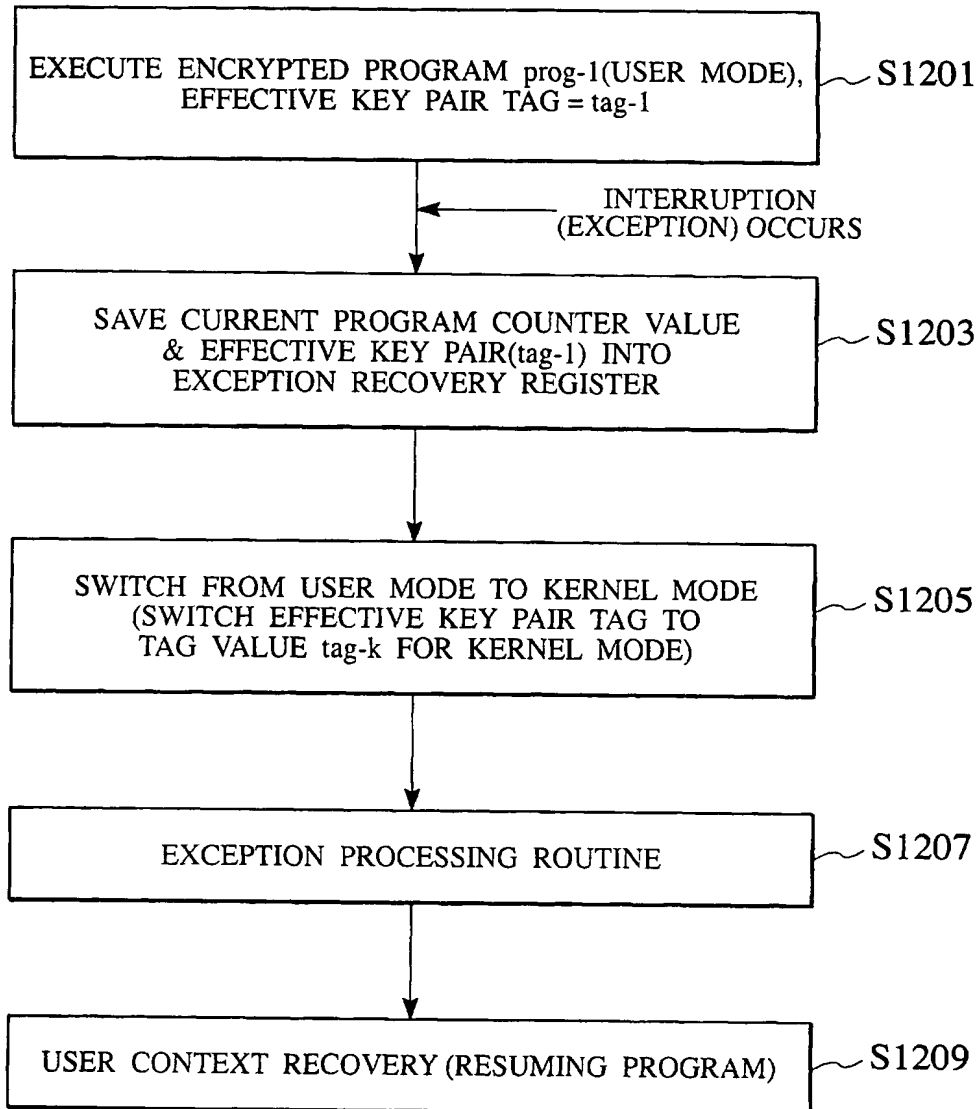 EXECUTE ENCRYPTED PROGRAM prog-1(USER MODE),
EFFECTIVE KEY PAIR TAG = tag-1
S1201
INTERRUPTION
(EXCEPTION) OCCURS
SAVE CURRENT PROGRAM COUNTER VALUE
& EFFECTIVE KEY PAIR(tag-1) INTO
EXCEPTION RECOVERY REGISTER
S1203
SWITCH FROM USER MODE TO KERNEL MODE
(SWITCH EFFECTIVE KEY PAIR TAG TO
TAG VALUE tag-k FOR KERNEL MODE)
S1205
EXCEPTION PROCESSING ROUTINE
S1207
USER CONTEXT RECOVERY (RESUMING PROGRAM)
S1209